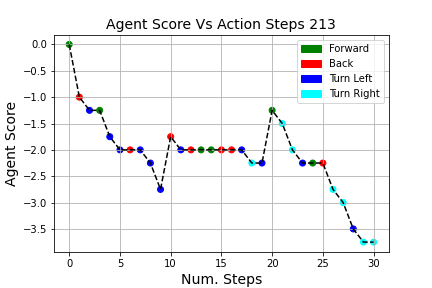 Agent Score Vs Action Steps 213
Forward
Back
Turn Left
Turn Right
Agent Score
0.0
−0.5
−1.0
−1.5
−2.0
−2.5
−3.0
−3.5
0 5 10 15 20 25 30
Num. Steps